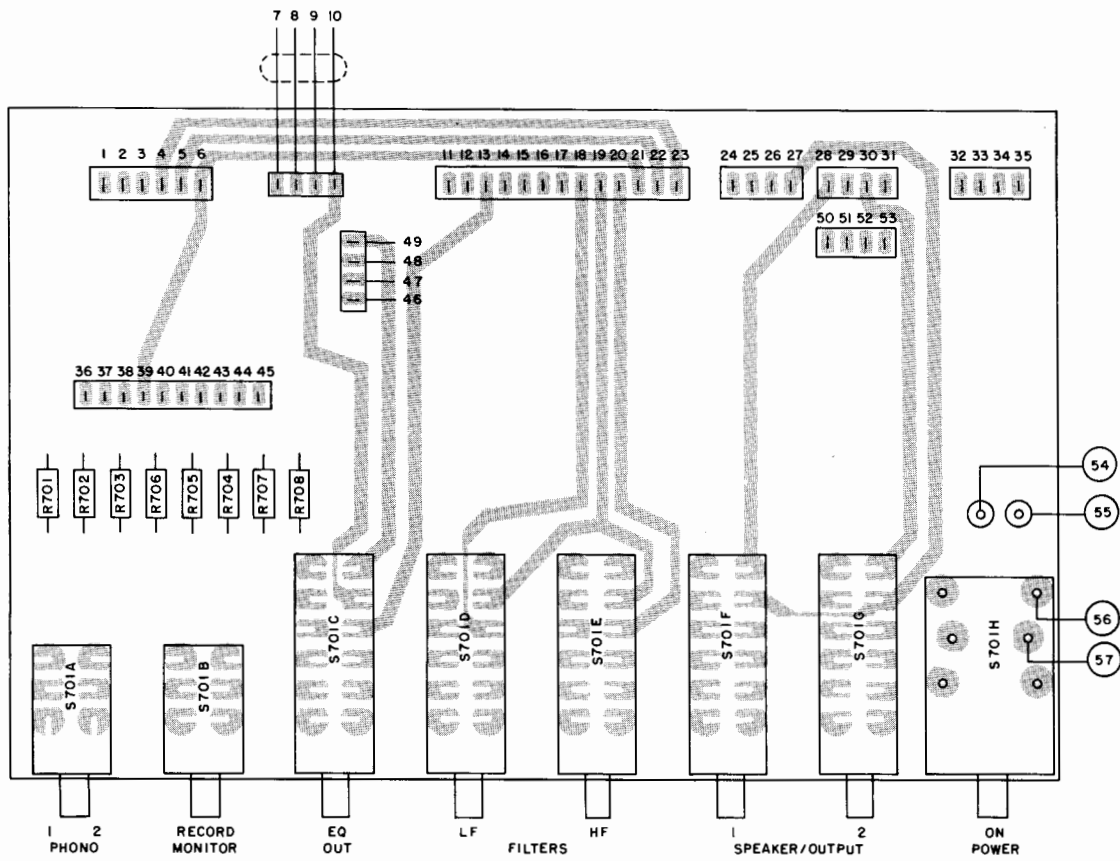 7 8 9 10
1 2 3 4 5 6
11 12 13 14 15 16 17 18 19 20 21 22 23
24 25 26 27
28 29 30 31
32 33 34 35
50 51 52 53
49
48
47
46
36 37 38 39 40 41 42 43 44 45
R701 R702 R703 R706 R705 R704 R707 R708
54
55
56
57
S701A
S701B
S701C
S701D
S701E
S701F
S701G
S701H
1 2
PHONO
RECORD
MONITOR
EQ
OUT
LF HF
FILTERS
1 2
SPEAKER/OUTPUT
ON
POWER